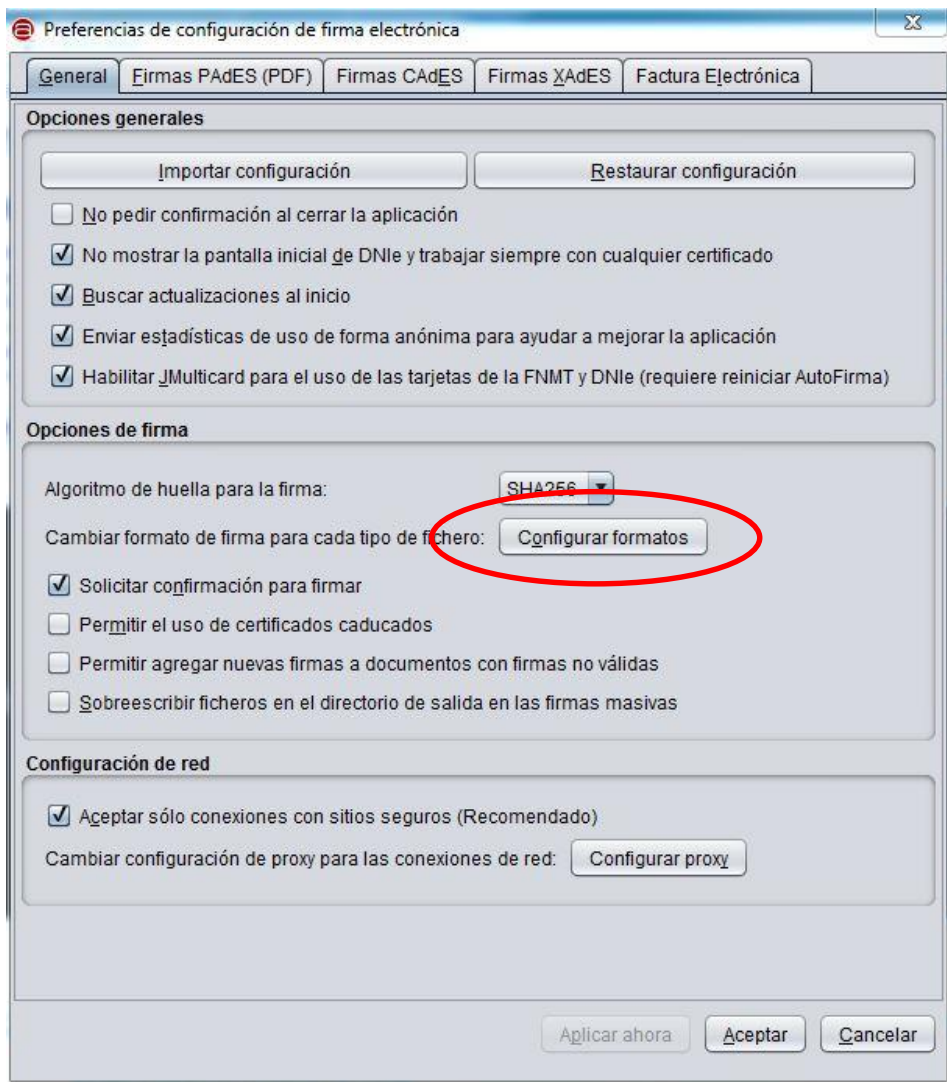 Preferencias de configuración de firma electrónica
General Firmas PAdES (PDF) Firmas CAdES Firmas XAdES Factura Electrónica
Opciones generales
Importar configuración Restaurar configuración
No pedir confirmación al cerrar la aplicación
No mostrar la pantalla inicial de DNIe y trabajar siempre con cualquier certificado
Buscar actualizaciones al inicio
Enviar estadísticas de uso de forma anónima para ayudar a mejorar la aplicación
Habilitar JMulticard para el uso de las tarjetas de la FNMT y DNIe (requiere reiniciar AutoFirma)
Opciones de firma
Algoritmo de huella para la firma: SHA256
Cambiar formato de firma para cada tipo de fichero: Configurar formatos
Solicitar confirmación para firmar
Permitir el uso de certificados caducados
Permitir agregar nuevas firmas a documentos con firmas no válidas
Sobreescribir ficheros en el directorio de salida en las firmas masivas
Configuración de red
Aceptar sólo conexiones con sitios seguros (Recomendado)
Cambiar configuración de proxy para las conexiones de red: Configurar proxy
Aplicar ahora Aceptar Cancelar